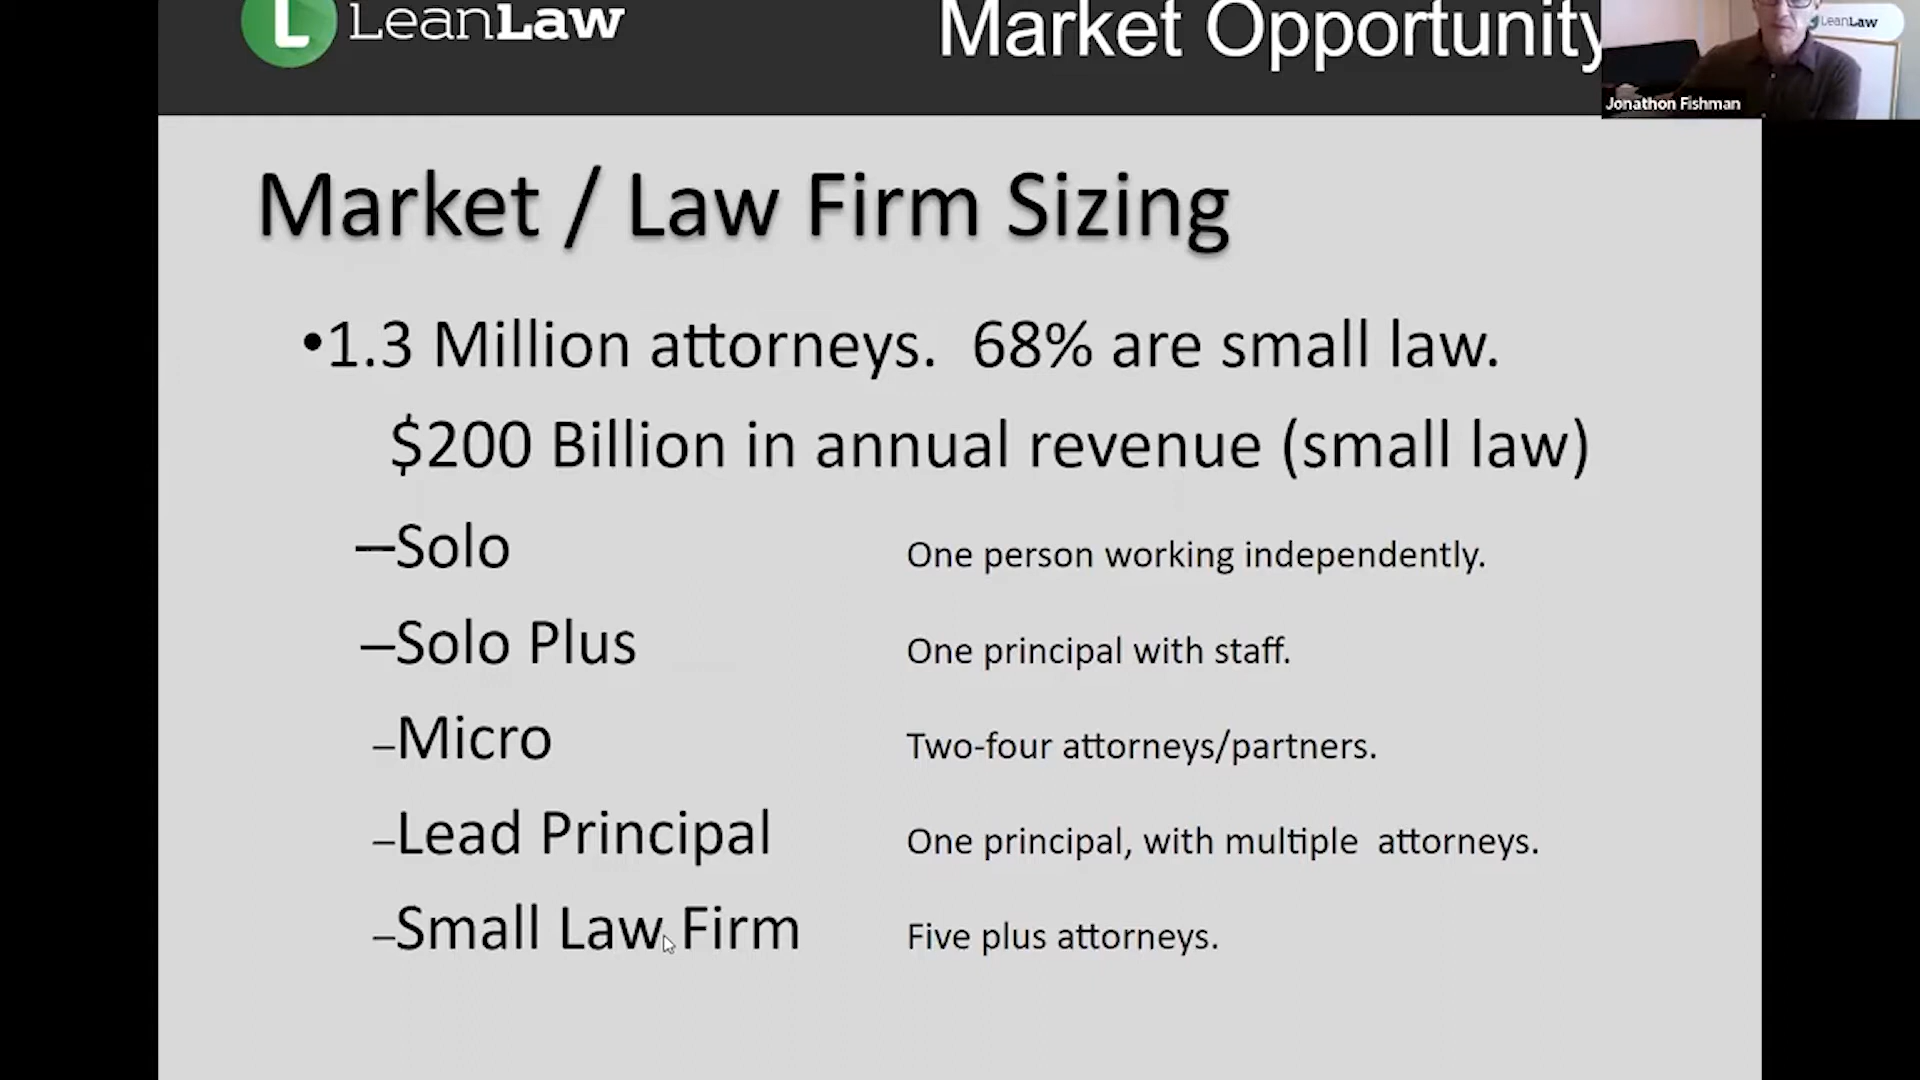 LeanLaw
Market Opportunity
LeanLaw
Jonathon Fishman
Market / Law Firm Sizing
•1.3 Million attorneys. 68% are small law.
$200 Billion in annual revenue (small law)
–Solo One person working independently.
–Solo Plus One principal with staff.
–Micro Two-four attorneys/partners.
–Lead Principal One principal, with multiple attorneys.
–Small Law Firm Five plus attorneys.